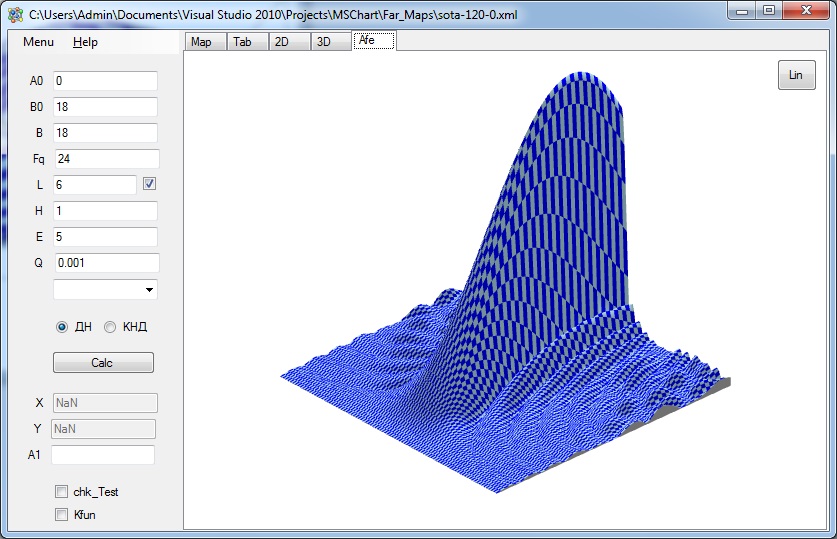 C:\Users\Admin\Documents\Visual Studio 2010\Projects\MSChart\Far_Maps\sota-120-0.xml
Menu Help
Map Tab 2D 3D Afe
Lin
A0 0
B0 18
B 18
Fq 24
L 6
H 1
E 5
Q 0.001
ДН КНД
Calc
X NaN
Y NaN
A1
chk_Test
Kfun